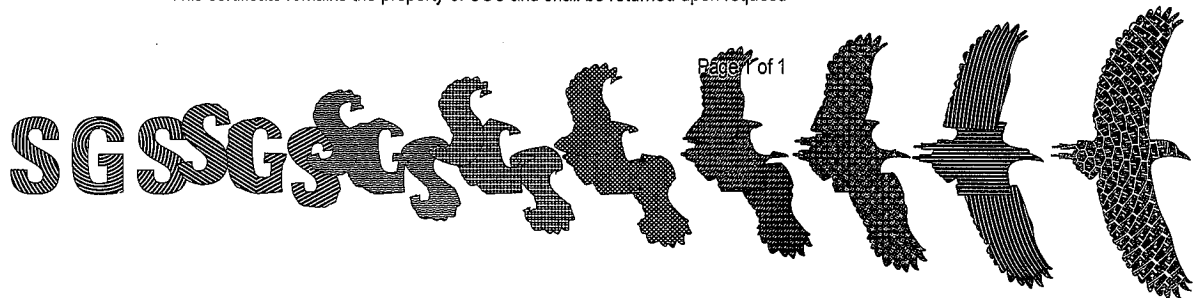 This certificate remains the property of SGS and shall be returned upon request
Page 1 of 1
SGS SGS SGS